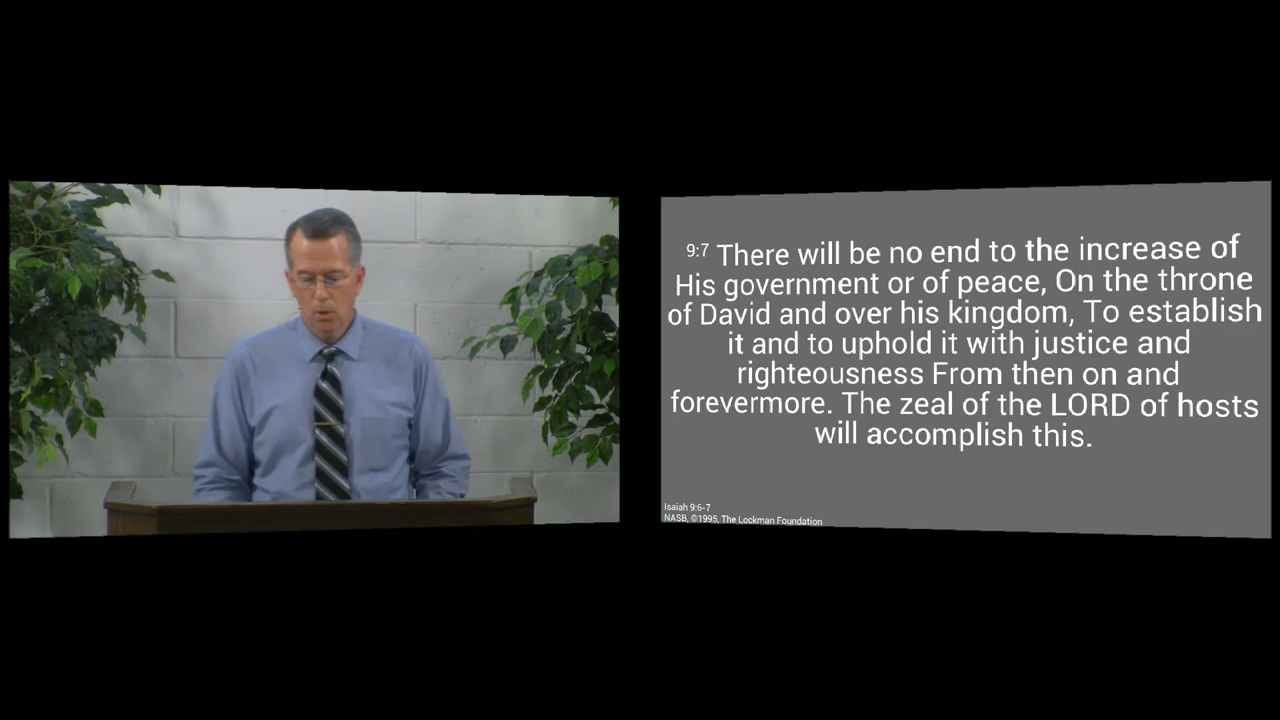 9:7 There will be no end to the increase of
His government or of peace, On the throne
of David and over his kingdom, To establish
it and to uphold it with justice and
righteousness From then on and
forevermore. The zeal of the LORD of hosts
will accomplish this.
Isaiah 9:6-7
NASB, ©1995, The Lockman Foundation